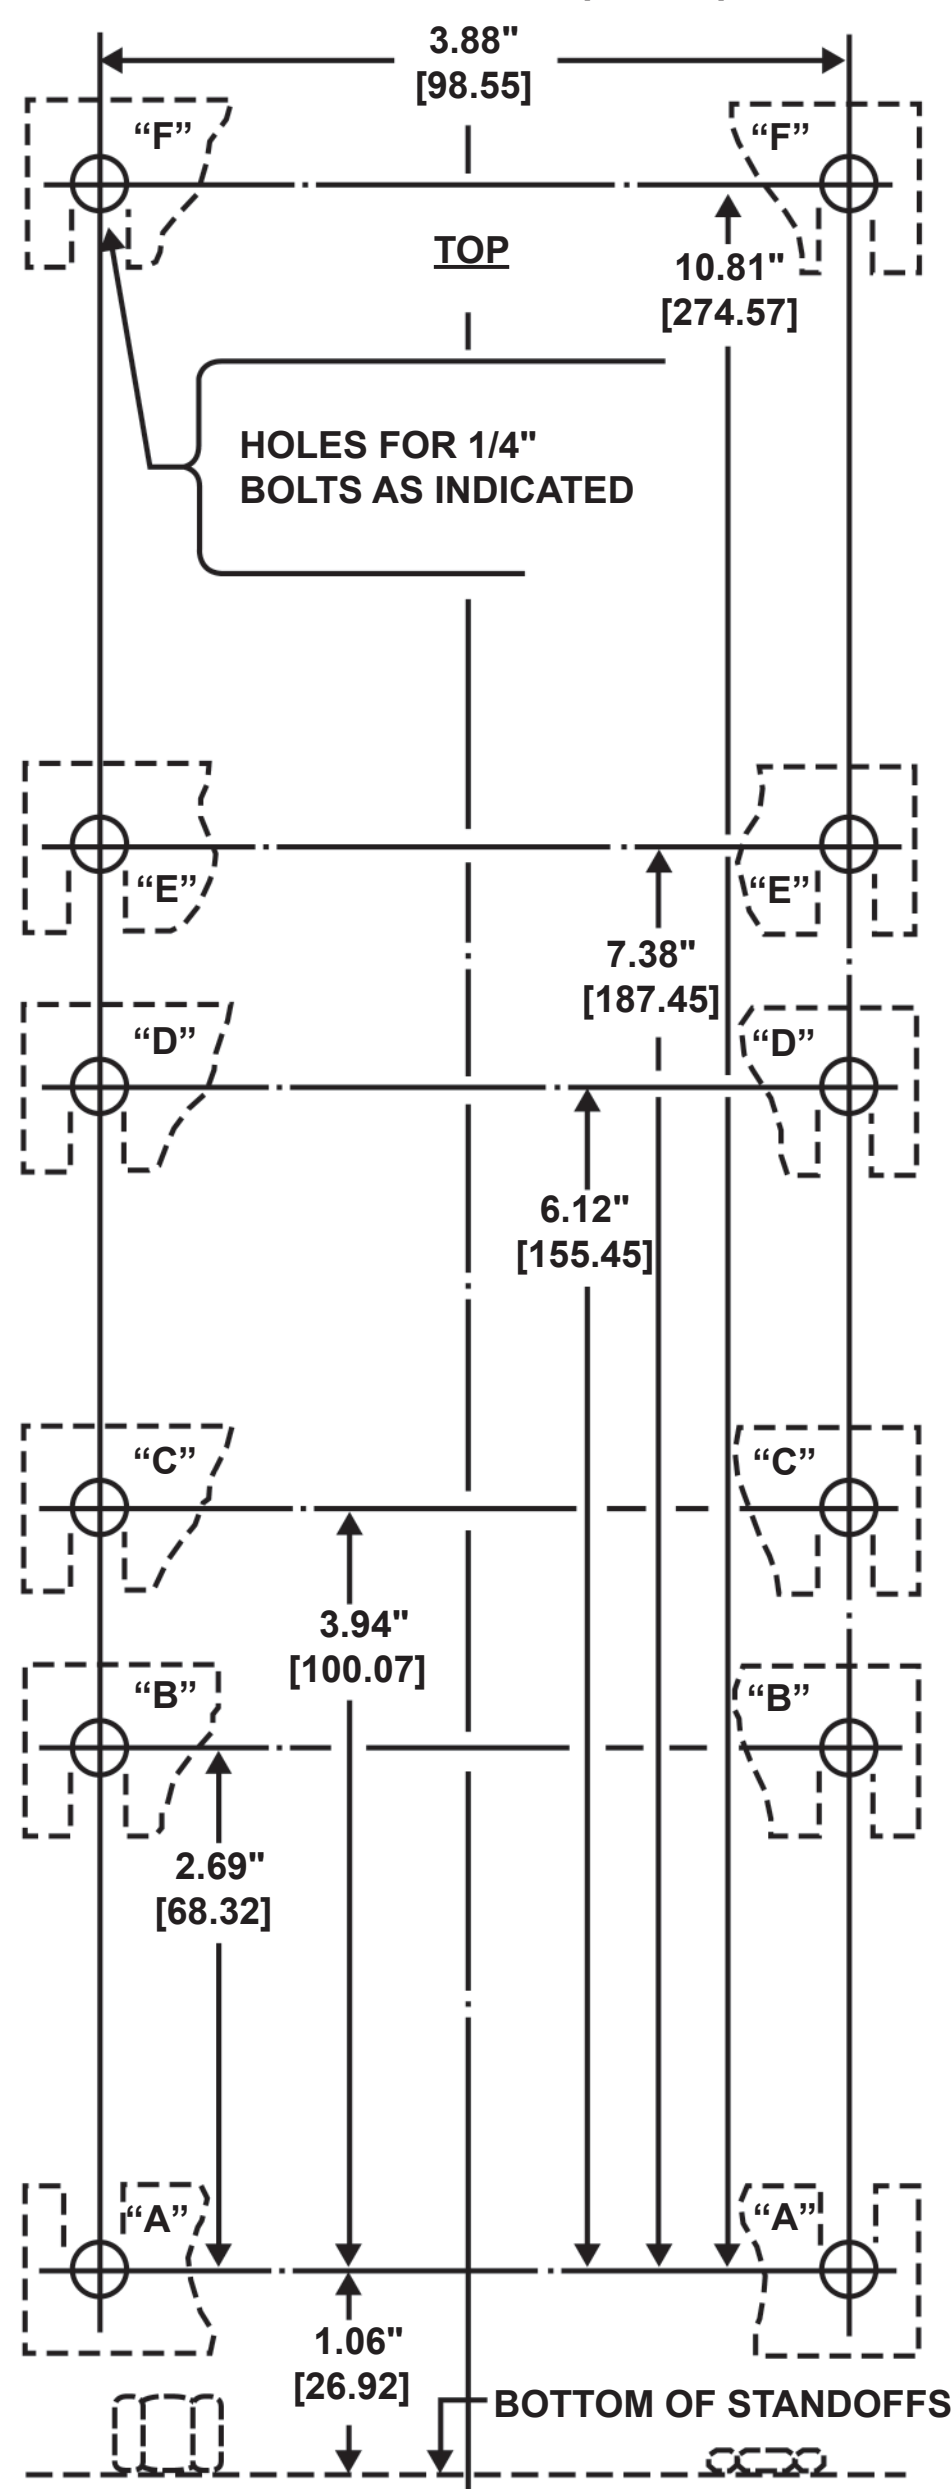 3.88"
[98.55]
“F”
“F”
TOP
10.81"
[274.57]
HOLES FOR 1/4"
BOLTS AS INDICATED
“E”
“E”
7.38"
[187.45]
“D”
“D”
6.12"
[155.45]
“C”
“C”
3.94"
[100.07]
“B”
“B”
2.69"
[68.32]
“A”
“A”
1.06"
[26.92]
BOTTOM OF STANDOFFS